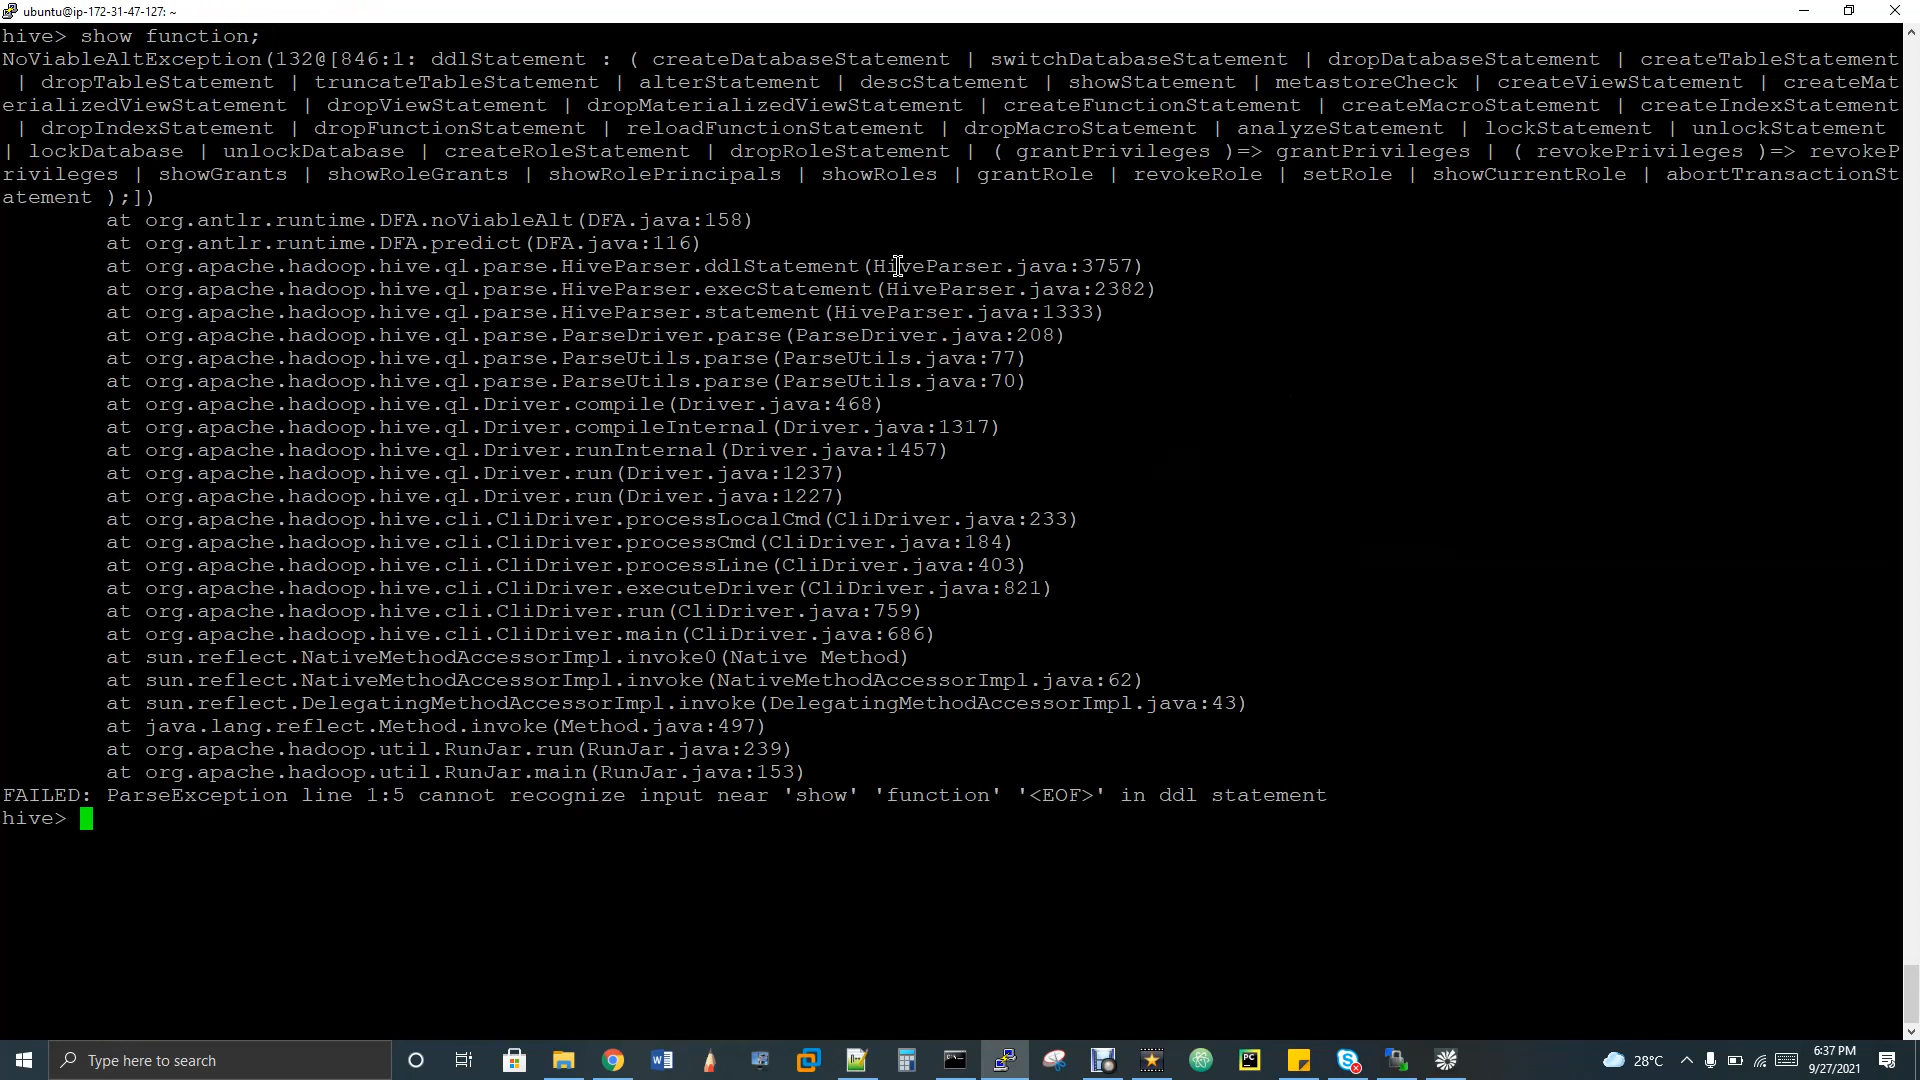 ubuntu@ip-172-31-47-127: ~
hive> show function;
NoViableAltException(132@[846:1: ddlStatement : ( createDatabaseStatement | switchDatabaseStatement | dropDatabaseStatement | createTableStatement
| dropTableStatement | truncateTableStatement | alterStatement | descStatement | showStatement | metastoreCheck | createViewStatement | createMat
erializedViewStatement | dropViewStatement | dropMaterializedViewStatement | createFunctionStatement | createMacroStatement | createIndexStatement
| dropIndexStatement | dropFunctionStatement | reloadFunctionStatement | dropMacroStatement | analyzeStatement | lockStatement | unlockStatement
| lockDatabase | unlockDatabase | createRoleStatement | dropRoleStatement | ( grantPrivileges )=> grantPrivileges | ( revokePrivileges )=> revokeP
rivileges | showGrants | showRoleGrants | showRolePrincipals | showRoles | grantRole | revokeRole | setRole | showCurrentRole | abortTransactionSt
atement );])
at org.antlr.runtime.DFA.noViableAlt(DFA.java:158)
at org.antlr.runtime.DFA.predict(DFA.java:116)
at org.apache.hadoop.hive.ql.parse.HiveParser.ddlStatement(HiveParser.java:3757)
at org.apache.hadoop.hive.ql.parse.HiveParser.execStatement(HiveParser.java:2382)
at org.apache.hadoop.hive.ql.parse.HiveParser.statement(HiveParser.java:1333)
at org.apache.hadoop.hive.ql.parse.ParseDriver.parse(ParseDriver.java:208)
at org.apache.hadoop.hive.ql.parse.ParseUtils.parse(ParseUtils.java:77)
at org.apache.hadoop.hive.ql.parse.ParseUtils.parse(ParseUtils.java:70)
at org.apache.hadoop.hive.ql.Driver.compile(Driver.java:468)
at org.apache.hadoop.hive.ql.Driver.compileInternal(Driver.java:1317)
at org.apache.hadoop.hive.ql.Driver.runInternal(Driver.java:1457)
at org.apache.hadoop.hive.ql.Driver.run(Driver.java:1237)
at org.apache.hadoop.hive.ql.Driver.run(Driver.java:1227)
at org.apache.hadoop.hive.cli.CliDriver.processLocalCmd(CliDriver.java:233)
at org.apache.hadoop.hive.cli.CliDriver.processCmd(CliDriver.java:184)
at org.apache.hadoop.hive.cli.CliDriver.processLine(CliDriver.java:403)
at org.apache.hadoop.hive.cli.CliDriver.executeDriver(CliDriver.java:821)
at org.apache.hadoop.hive.cli.CliDriver.run(CliDriver.java:759)
at org.apache.hadoop.hive.cli.CliDriver.main(CliDriver.java:686)
at sun.reflect.NativeMethodAccessorImpl.invoke0(Native Method)
at sun.reflect.NativeMethodAccessorImpl.invoke(NativeMethodAccessorImpl.java:62)
at sun.reflect.DelegatingMethodAccessorImpl.invoke(DelegatingMethodAccessorImpl.java:43)
at java.lang.reflect.Method.invoke(Method.java:497)
at org.apache.hadoop.util.RunJar.run(RunJar.java:239)
at org.apache.hadoop.util.RunJar.main(RunJar.java:153)
FAILED: ParseException line 1:5 cannot recognize input near 'show' 'function' '<EOF>' in ddl statement
hive>
Type here to search
28°C
6:37 PM
9/27/2021